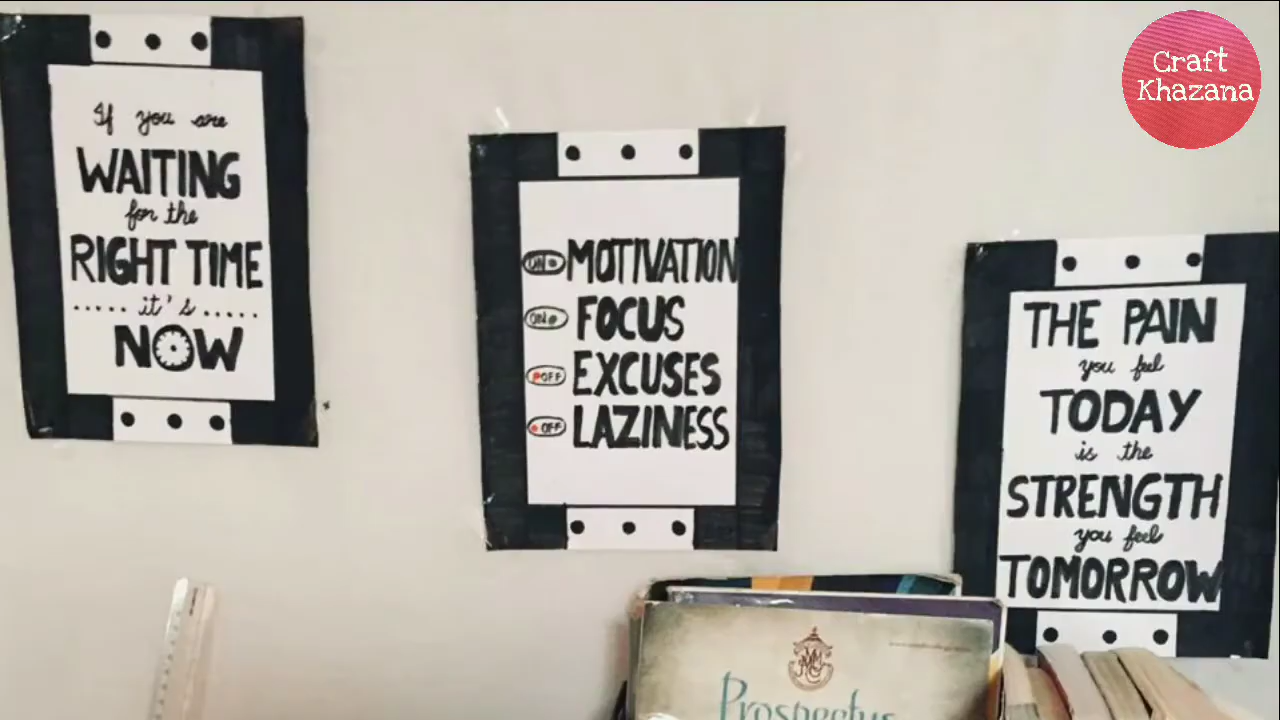 If you are
WAITING
for the
RIGHT TIME
..... it's .....
NOW
ON MOTIVATION
ON FOCUS
OFF EXCUSES
OFF LAZINESS
THE PAIN
you feel
TODAY
is the
STRENGTH
you feel
TOMORROW
Craft
Khazana
Prospectus